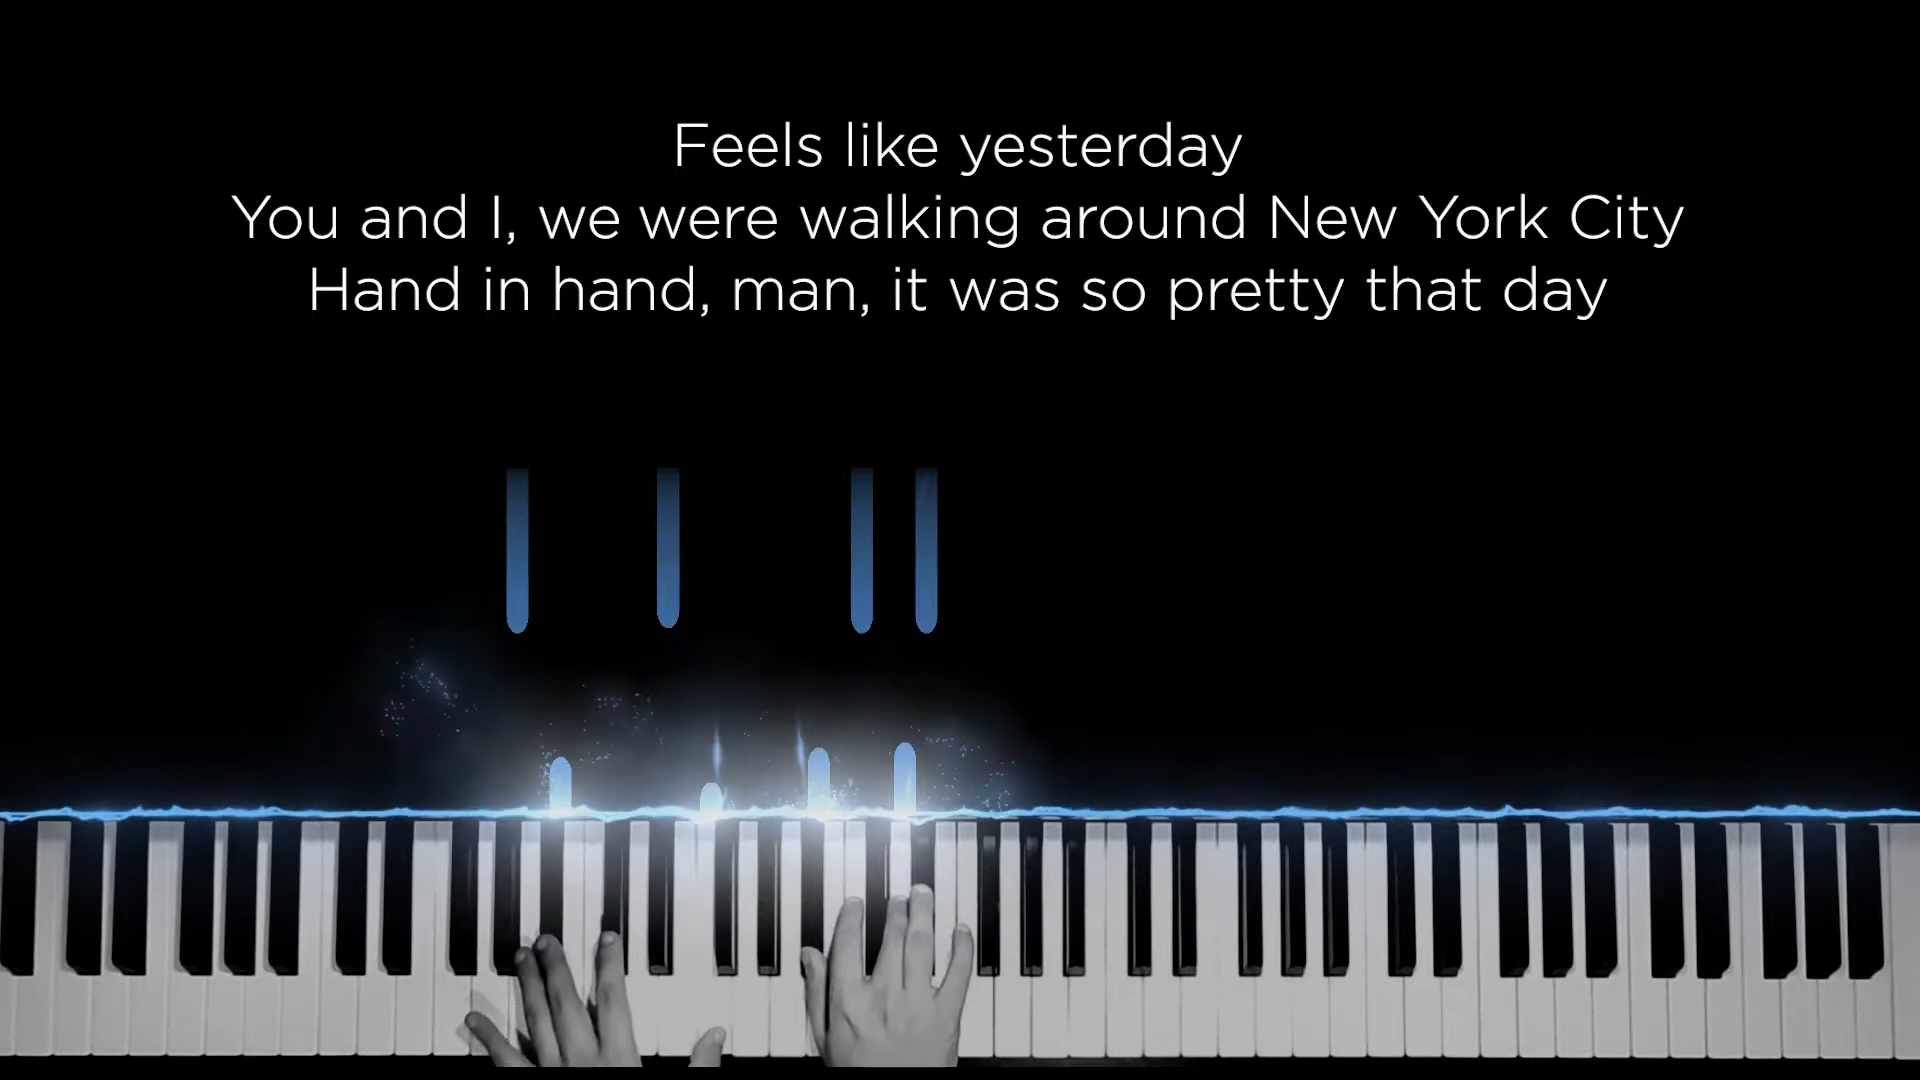 Feels like yesterday
You and I, we were walking around New York City
Hand in hand, man, it was so pretty that day